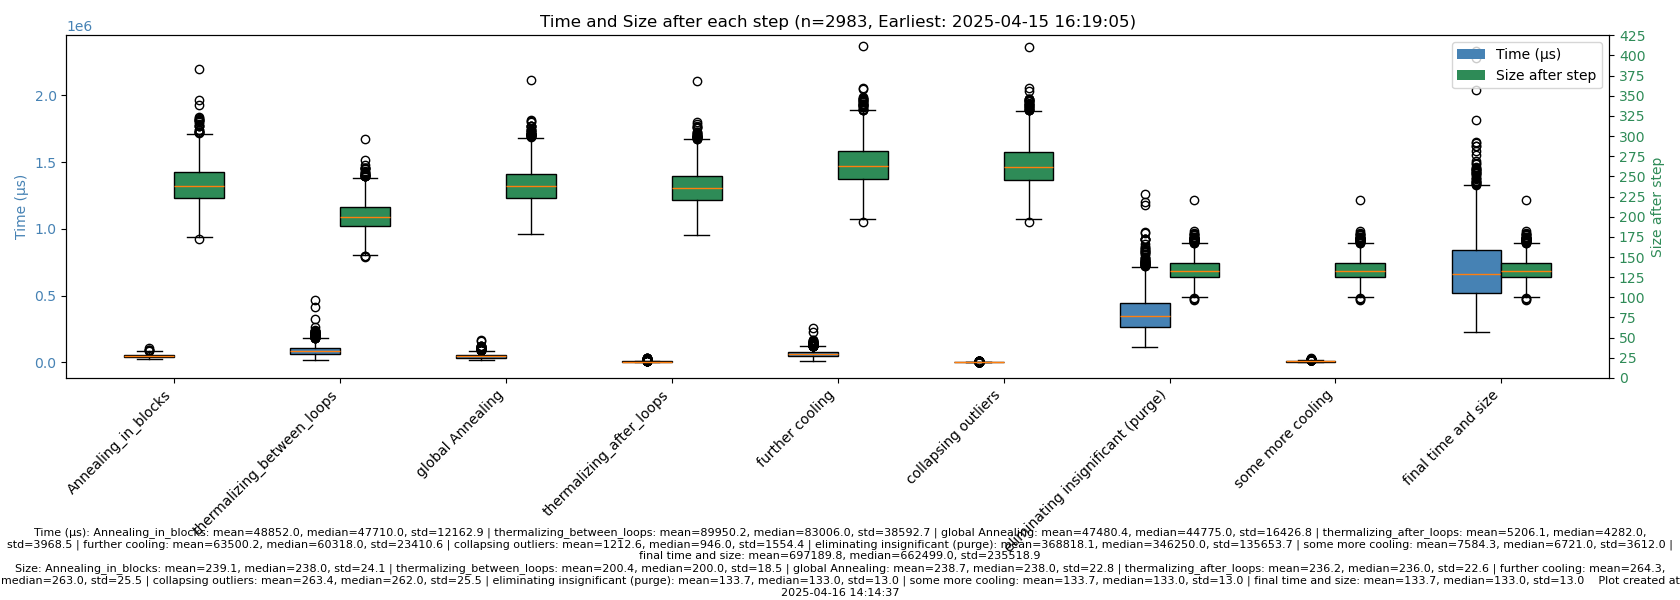 Time and Size after each step (n=2983, Earliest: 2025-04-15 16:19:05)
1e6
Time (µs)
2.0
1.5
1.0
0.5
0.0
Time (µs)
Size after step
425
400
375
350
325
300
275
250
225
200
175
150
125
100
75
50
25
0
Size after step
Annealing_in_blocks
thermalizing_between_loops
global Annealing
thermalizing_after_loops
further cooling
collapsing outliers
eliminating insignificant (purge)
some more cooling
final time and size
Time (µs): Annealing_in_blocks: mean=48852.0, median=47710.0, std=12162.9 | thermalizing_between_loops: mean=89950.2, median=83006.0, std=38592.7 | global Annealing: mean=47480.4, median=44775.0, std=16426.8 | thermalizing_after_loops: mean=5206.1, median=4282.0,
std=3968.5 | further cooling: mean=63500.2, median=60318.0, std=23410.6 | collapsing outliers: mean=1212.6, median=946.0, std=1554.4 | eliminating insignificant (purge): mean=368818.1, median=346250.0, std=135653.7 | some more cooling: mean=7584.3, median=6721.0, std=3612.0 |
final time and size: mean=697189.8, median=662499.0, std=235518.9
Size: Annealing_in_blocks: mean=239.1, median=238.0, std=24.1 | thermalizing_between_loops: mean=200.4, median=200.0, std=18.5 | global Annealing: mean=238.7, median=238.0, std=22.8 | thermalizing_after_loops: mean=236.2, median=236.0, std=22.6 | further cooling: mean=264.3,
median=263.0, std=25.5 | collapsing outliers: mean=263.4, median=262.0, std=25.5 | eliminating insignificant (purge): mean=133.7, median=133.0, std=13.0 | some more cooling: mean=133.7, median=133.0, std=13.0 | final time and size: mean=133.7, median=133.0, std=13.0 Plot created at
2025-04-16 14:14:37